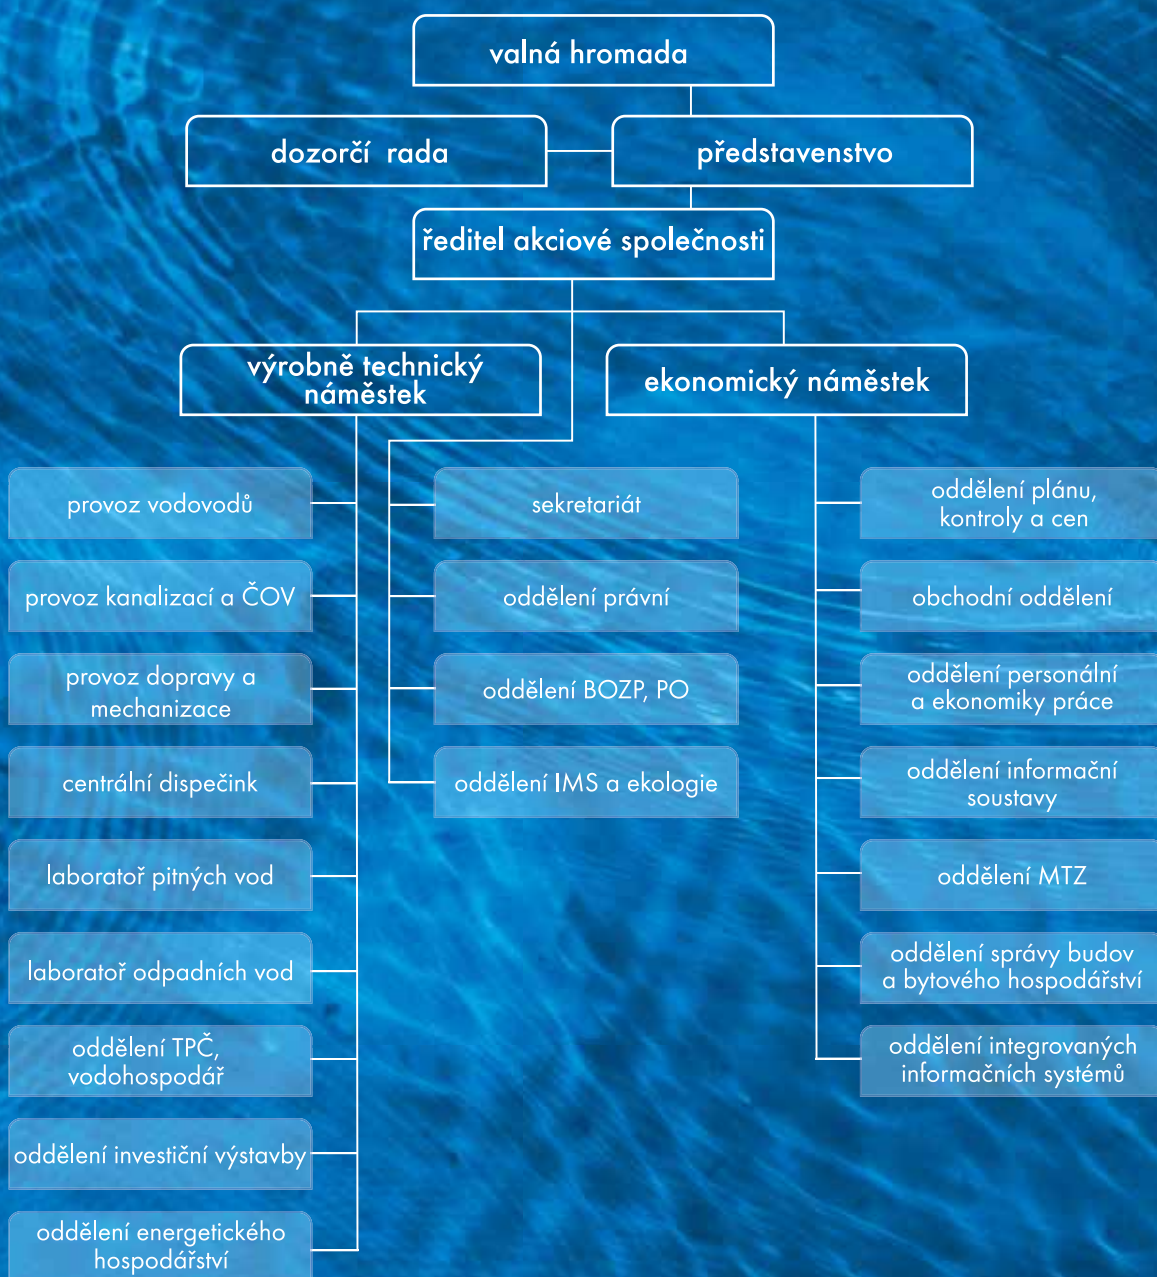 valná hromada
dozorčí rada
představenstvo
ředitel akciové společnosti
výrobně technický
náměstek
ekonomický náměstek
provoz vodovodů
provoz kanalizací a ČOV
provoz dopravy a
mechanizace
centrální dispečink
laboratoř pitných vod
laboratoř odpadních vod
oddělení TPČ,
vodohospodář
oddělení investiční výstavby
oddělení energetického
hospodářství
sekretariát
oddělení právní
oddělení BOZP, PO
oddělení IMS a ekologie
oddělení plánu,
kontroly a cen
obchodní oddělení
oddělení personální
a ekonomiky práce
oddělení informační
soustavy
oddělení MTZ
oddělení správy budov
a bytového hospodářství
oddělení integrovaných
informačních systémů